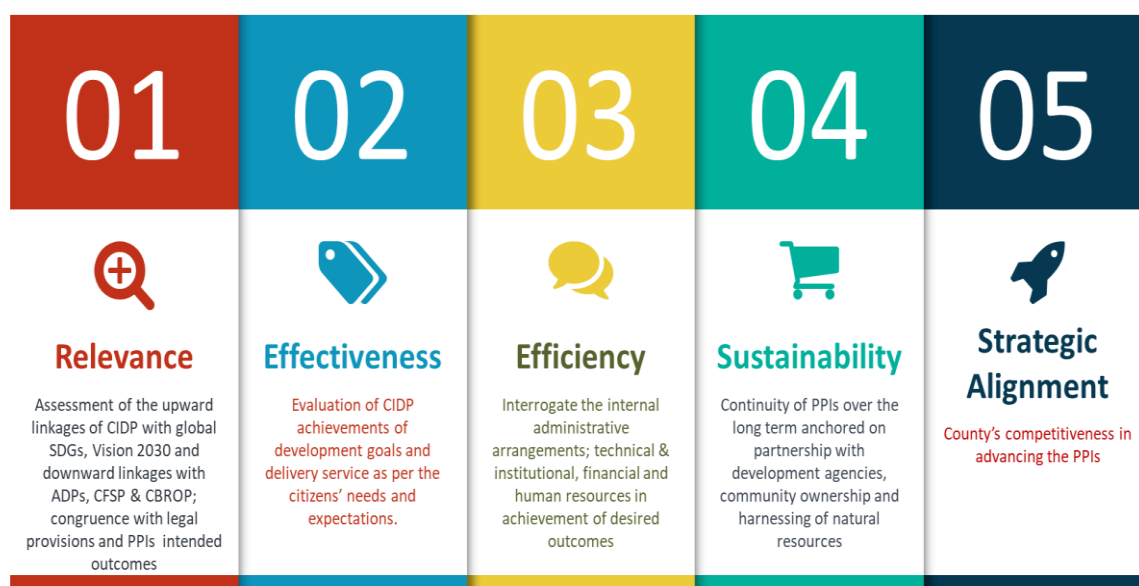 01
02
03
04
05
Relevance
Assessment of the upward
linkages of CIDP with global
SDGs, Vision 2030 and
downward linkages with
ADPs, CFSP & CBROP;
congruence with legal
provisions and PPIs intended
outcomes
Effectiveness
Evaluation of CIDP
achievements of
development goals and
delivery service as per the
citizens' needs and
expectations.
Efficiency
Interrogate the internal
administrative
arrangements; technical &
institutional, financial and
human resources in
achievement of desired
outcomes
Sustainability
Continuity of PPIs over the
long term anchored on
partnership with
development agencies,
community ownership and
harnessing of natural
resources
Strategic
Alignment
County's competitiveness in
advancing the PPIs